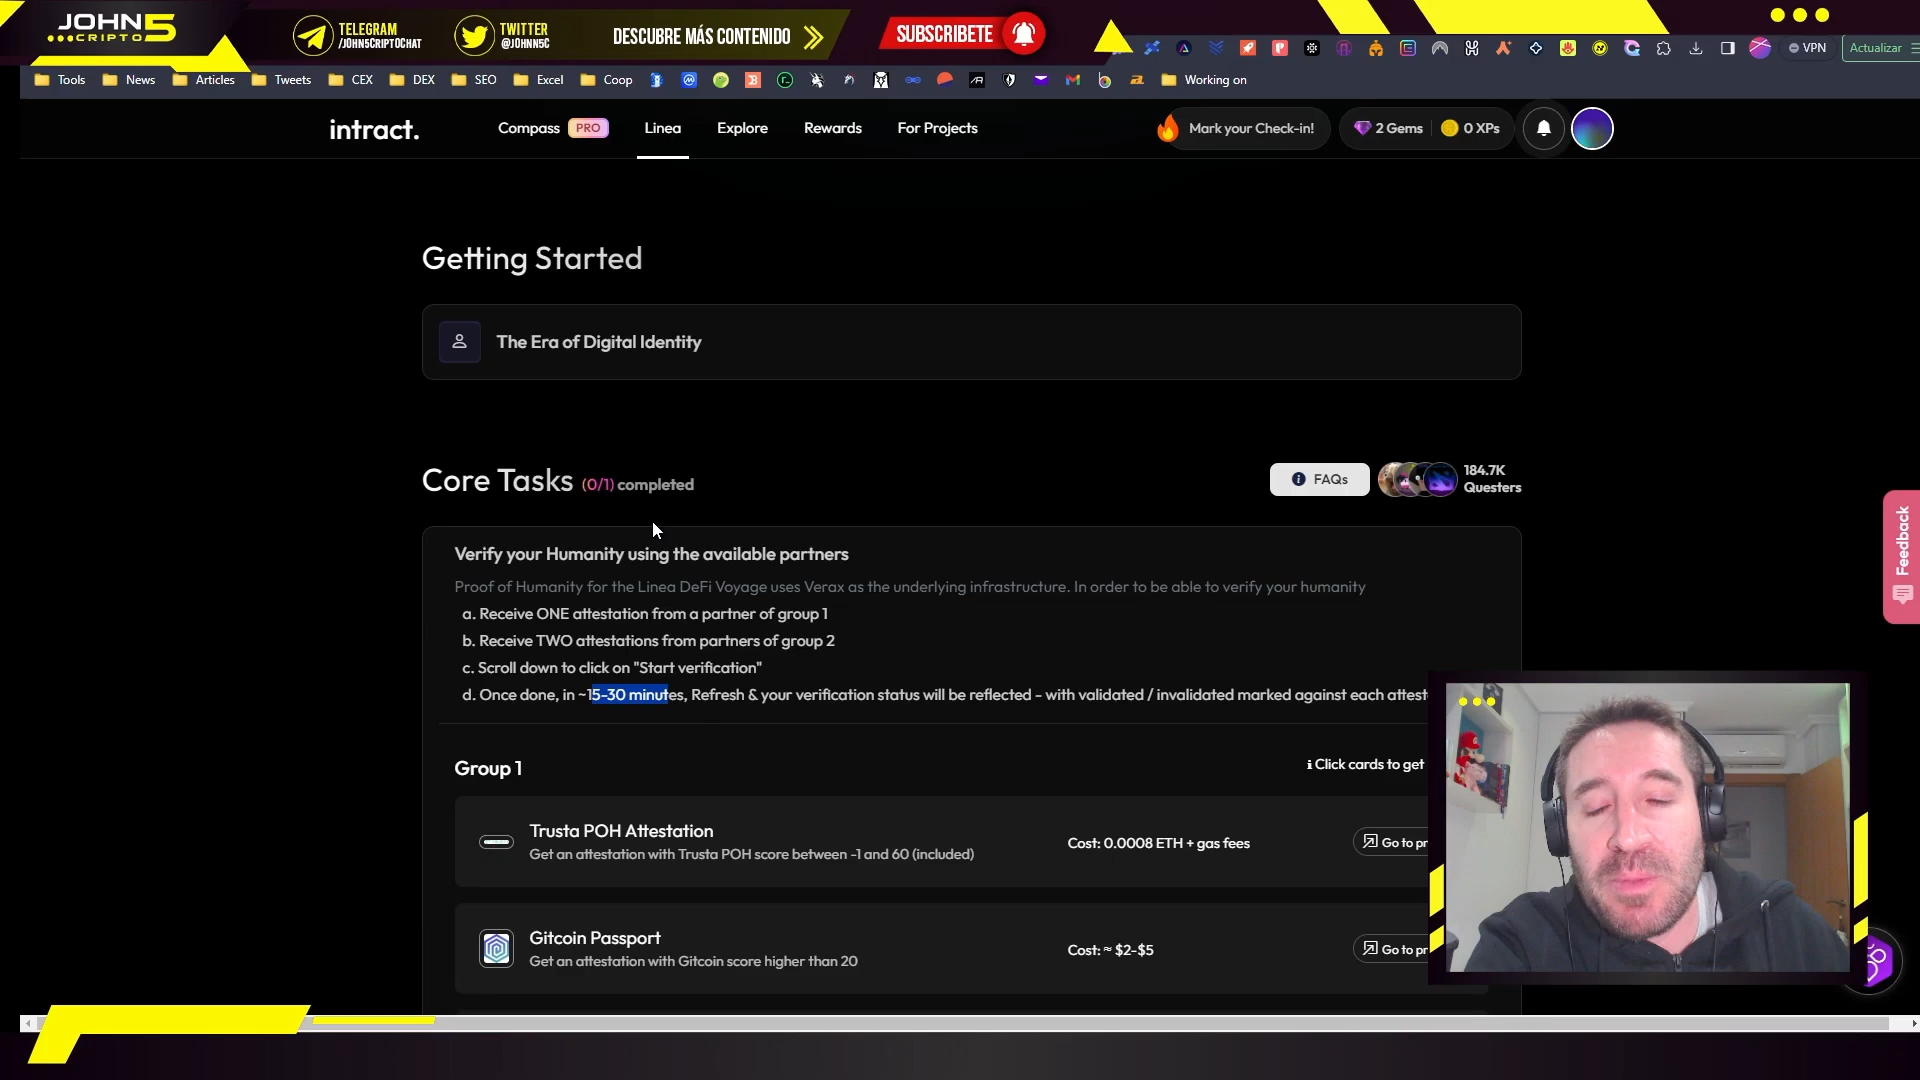 JOHN 5
CRIPTO
TELEGRAM
/JOHN5CRIPTOCHAT
TWITTER
@JOHNN5C
DESCUBRE MÁS CONTENIDO
SUBSCRIBETE
VPN
Actualizar
Tools
News
Articles
Tweets
CEX
DEX
SEO
Excel
Coop
Working on
intract.
Compass PRO
Linea
Explore
Rewards
For Projects
Mark your Check-in!
2 Gems
0 XPs
Getting Started
The Era of Digital Identity
Core Tasks (0/1) completed
FAQs
184.7K
Questers
Feedback
Verify your Humanity using the available partners
Proof of Humanity for the Linea DeFi Voyage uses Verax as the underlying infrastructure. In order to be able to verify your humanity
a. Receive ONE attestation from a partner of group 1
b. Receive TWO attestations from partners of group 2
c. Scroll down to click on "Start verification"
d. Once done, in ~15-30 minutes, Refresh & your verification status will be reflected - with validated / invalidated marked against each attest
Group 1
Click cards to get
Trusta POH Attestation
Get an attestation with Trusta POH score between -1 and 60 (included)
Cost: 0.0008 ETH + gas fees
Go to pr
Gitcoin Passport
Get an attestation with Gitcoin score higher than 20
Cost: ≈ $2-$5
Go to pr